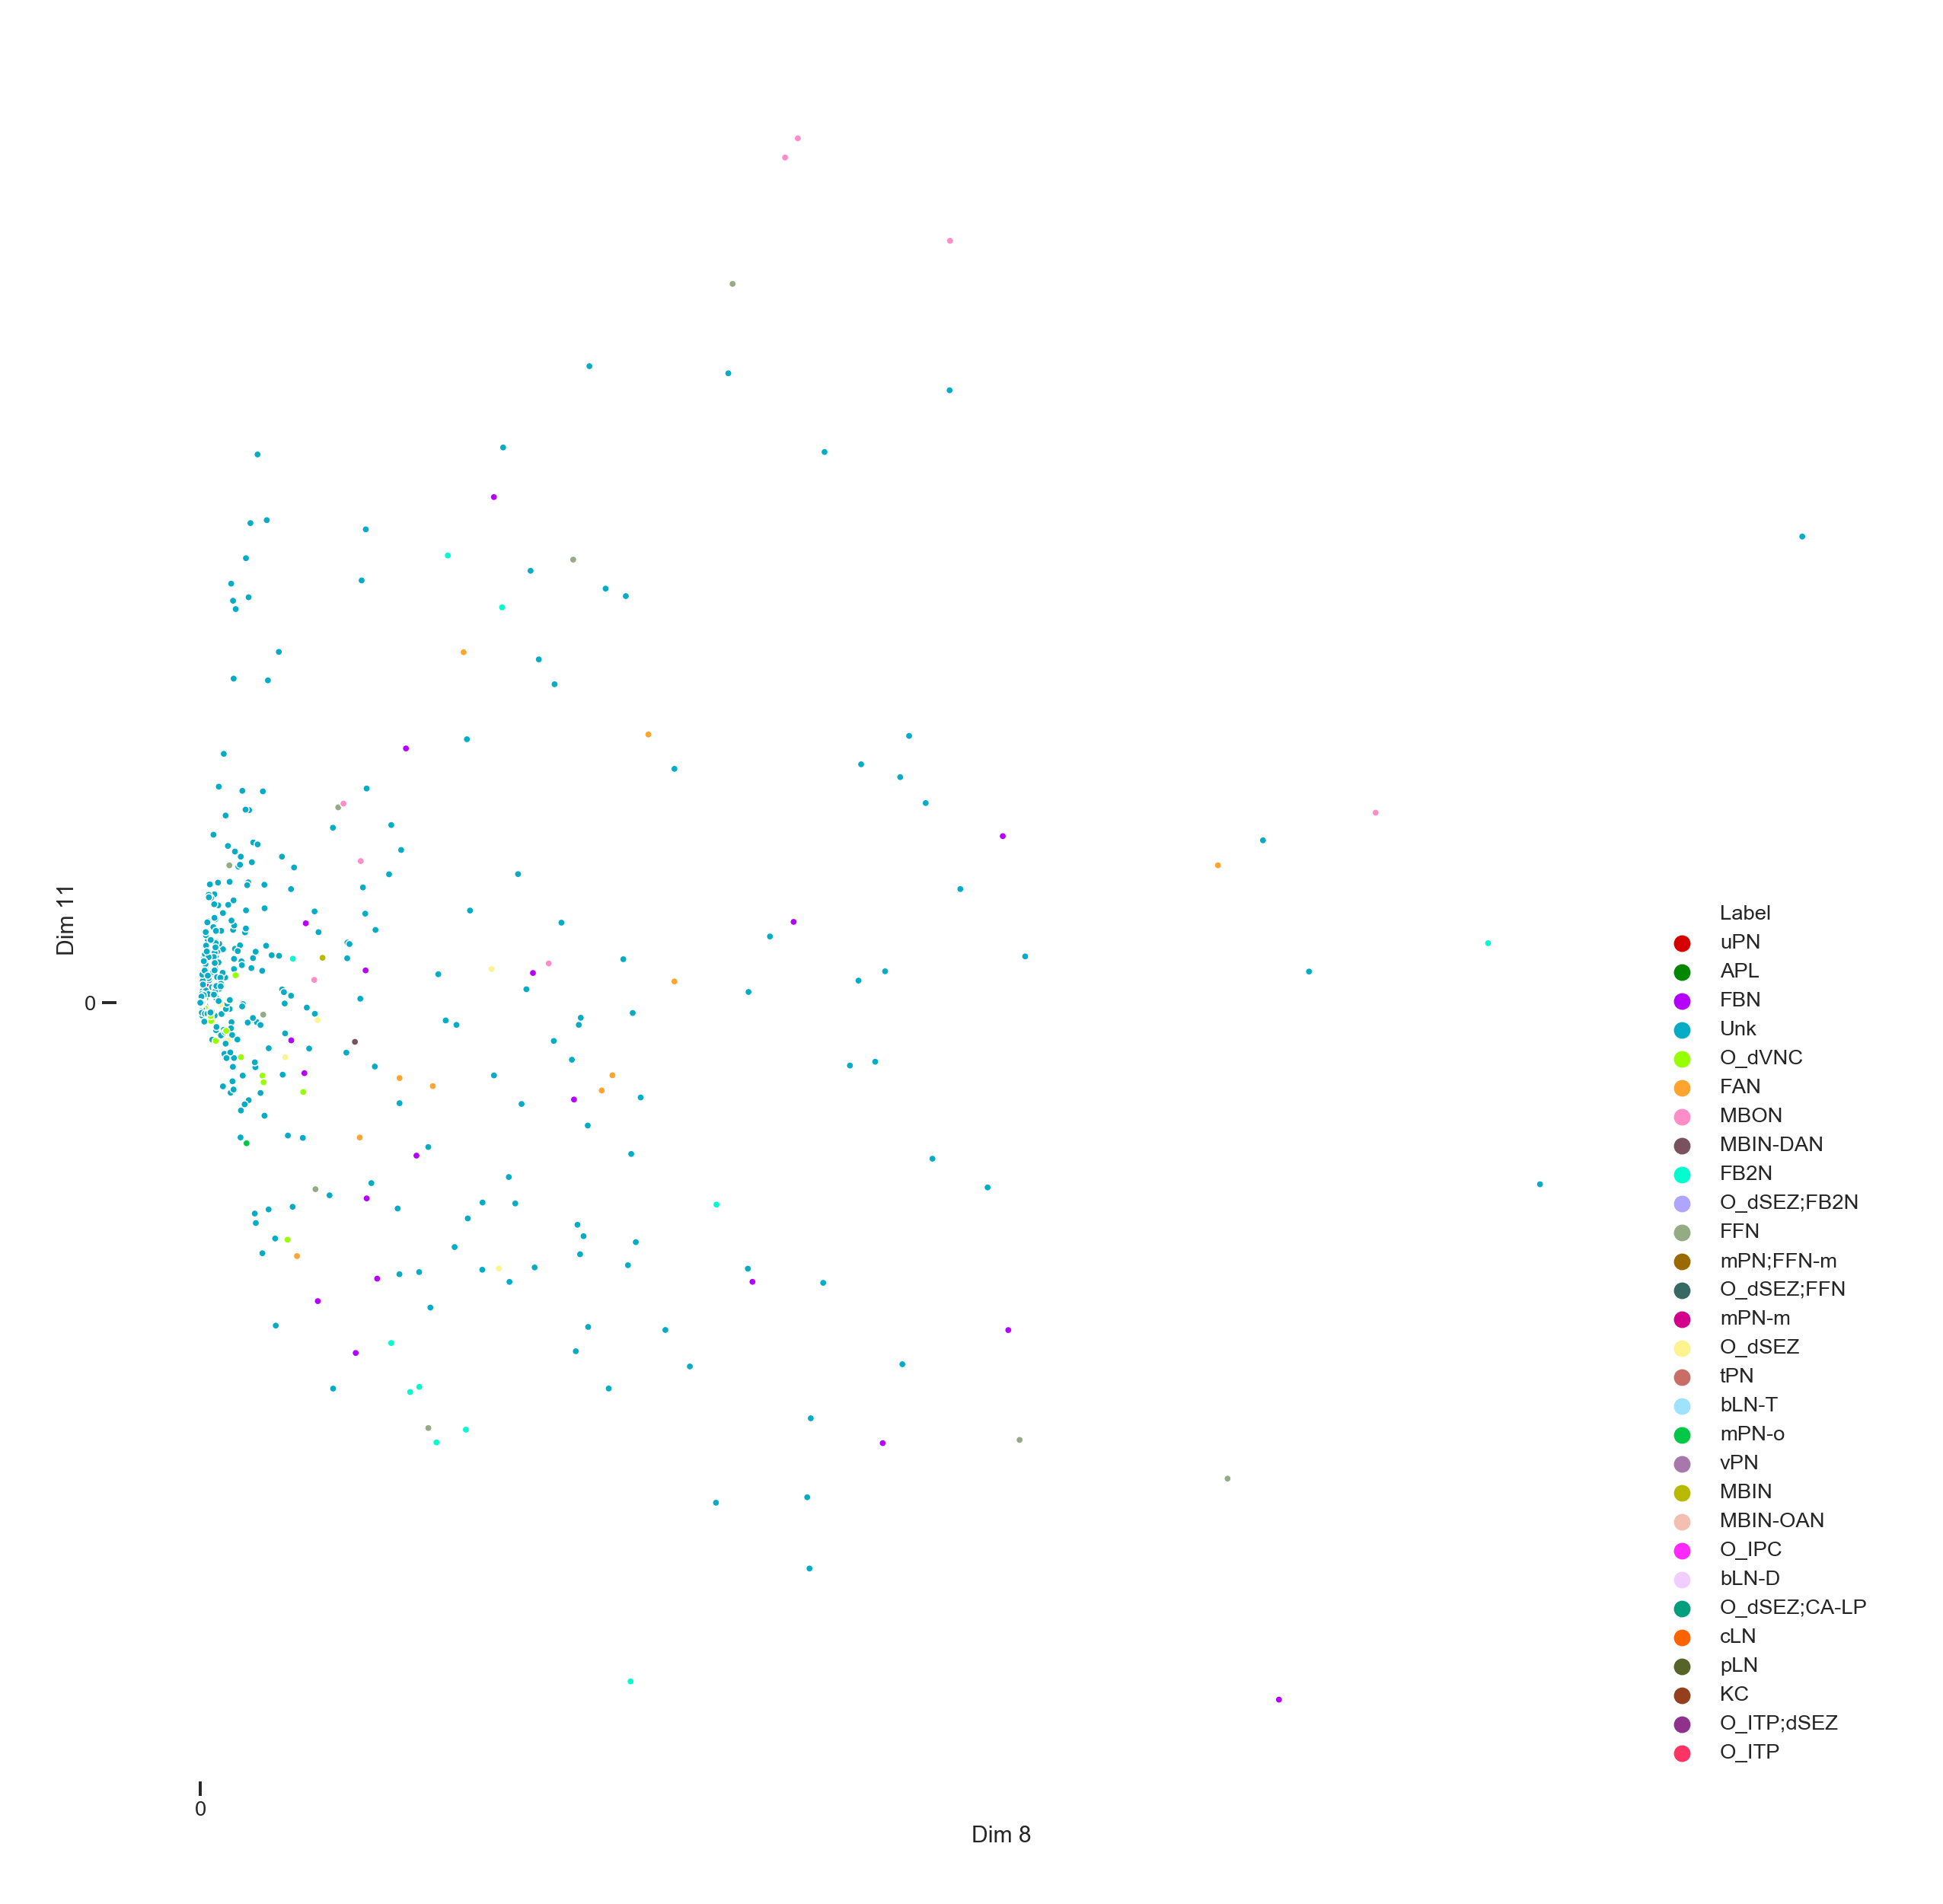 Dim 11
0
0
Dim 8
Label
uPN
APL
FBN
Unk
O_dVNC
FAN
MBON
MBIN-DAN
FB2N
O_dSEZ;FB2N
FFN
mPN;FFN-m
O_dSEZ;FFN
mPN-m
O_dSEZ
tPN
bLN-T
mPN-o
vPN
MBIN
MBIN-OAN
O_IPC
bLN-D
O_dSEZ;CA-LP
cLN
pLN
KC
O_ITP;dSEZ
O_ITP